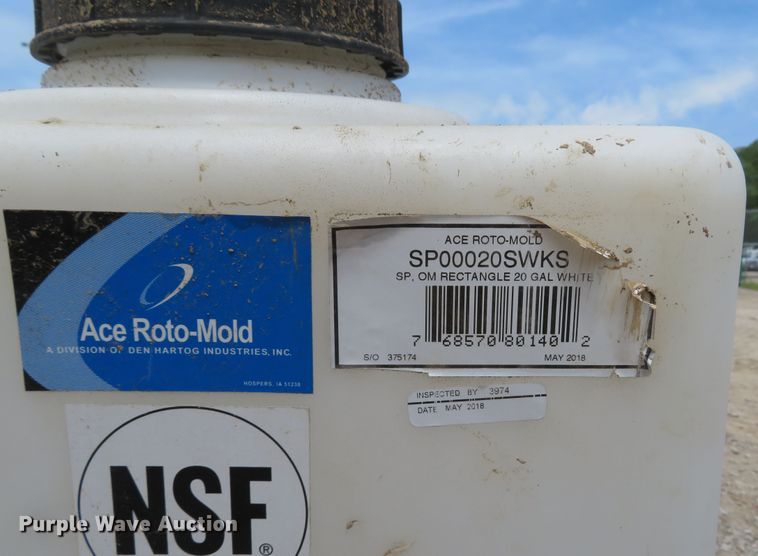 Ace Roto-Mold
A DIVISION OF DEN HARTOG INDUSTRIES, INC.
HOSPERS, IA 51238
ACE ROTO-MOLD
SP00020SWKS
SP, OM RECTANGLE 20 GAL WHITE
7 68570 80140 2
S/O 375174 MAY 2018
INSPECTED BY 3974
DATE MAY 2018
NSF®
Purple Wave Auction®